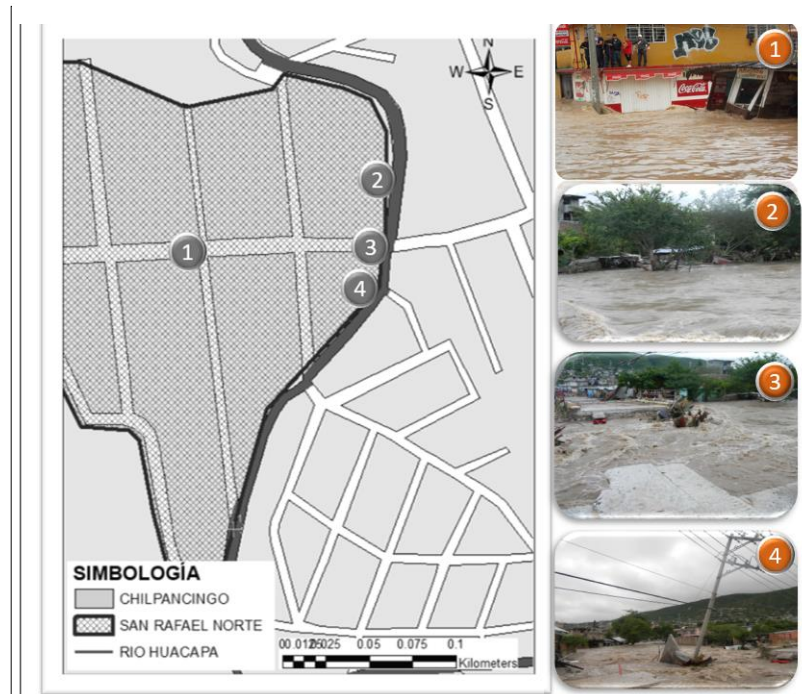 N
W E
S
1
2
3
4
SIMBOLOGÍA
CHILPANCINGO
SAN RAFAEL NORTE
RIO HUACAPA
0.05 0.075 0.1
Kilometers
1
Coca-Cola
2
3
4